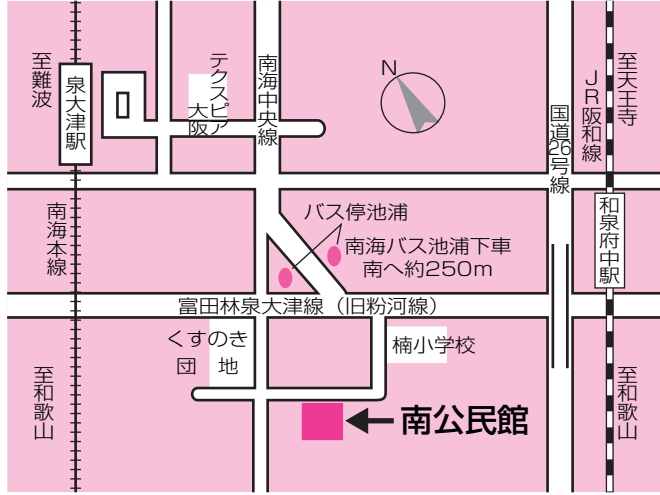 至難波
泉大津駅
テクスピア
大阪
南海中央線
N
国道26号線
JR阪和線
至天王寺
南海本線
バス停池浦
南海バス池浦下車
南へ約250m
和泉府中駅
富田林泉大津線（旧粉河線）
くすのき
団地
楠小学校
至和歌山
南公民館
至和歌山